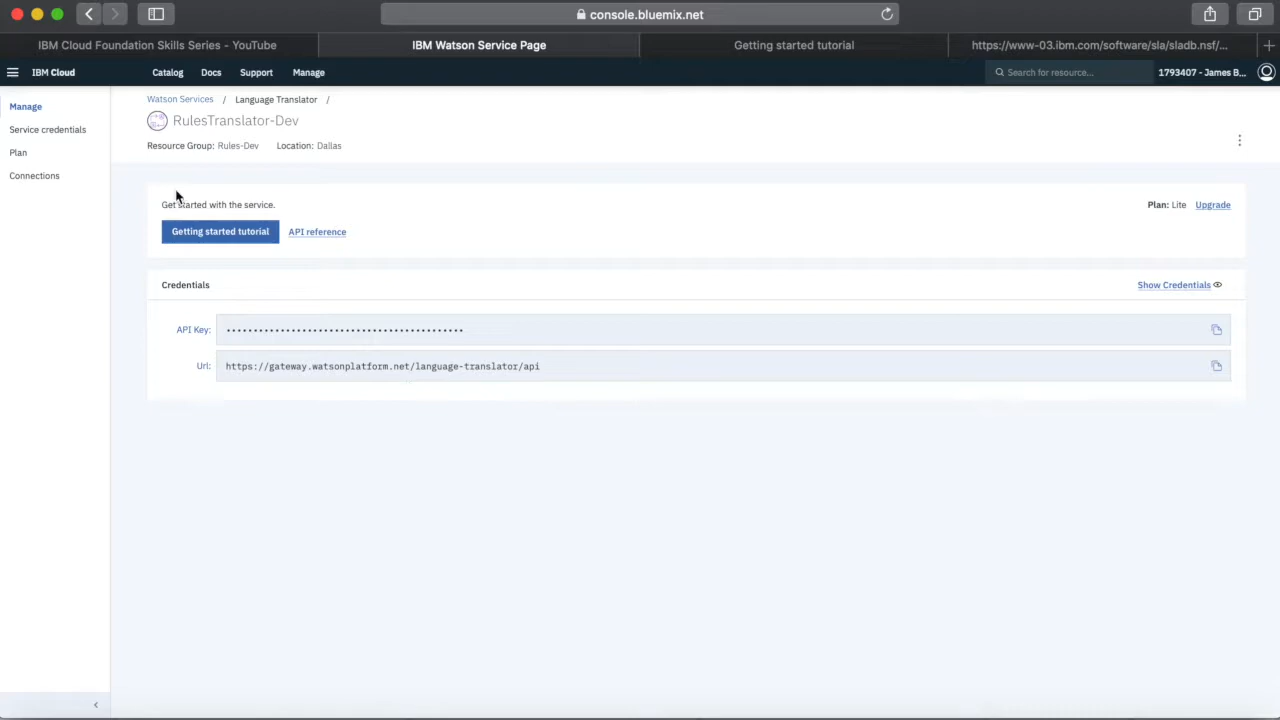 console.bluemix.net
IBM Cloud Foundation Skills Series - YouTube
IBM Watson Service Page
Getting started tutorial
https://www-03.ibm.com/software/sla/sladb.nsf/...
IBM Cloud
Catalog
Docs
Support
Manage
Search for resource...
1793407 - James B...
Manage
Service credentials
Plan
Connections
Watson Services / Language Translator /
RulesTranslator-Dev
Resource Group: Rules-Dev Location: Dallas
Get started with the service.
Plan: Lite Upgrade
Getting started tutorial
API reference
Credentials
Show Credentials
API Key: ••••••••••••••••••••••••••••••••••••••••••••
Url: https://gateway.watsonplatform.net/language-translator/api